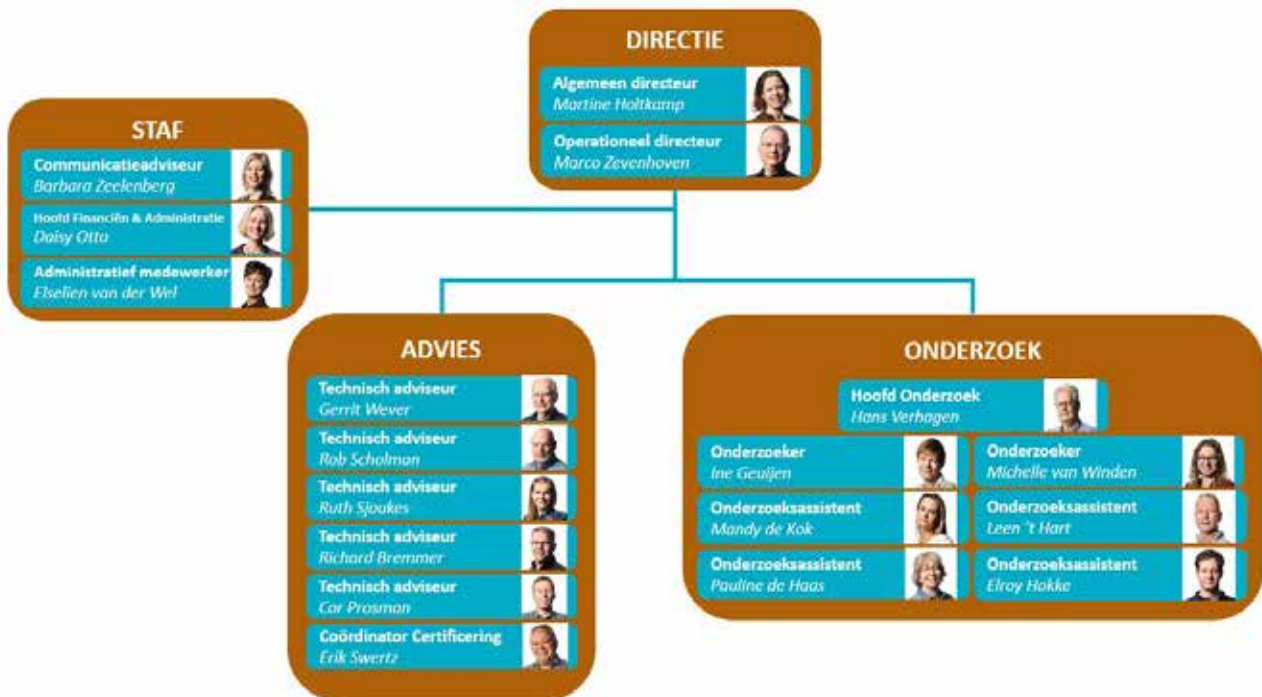 DIRECTIE
Algemeen directeur
Martine Holtkamp
Operationeel directeur
Marco Zevenhoven
STAF
Communicatieadviseur
Barbara Zeelenberg
Hoofd Financiën & Administratie
Daisy Otto
Administratief medewerker
Elselien van der Wel
ADVIES
Technisch adviseur
Gerrit Wever
Technisch adviseur
Rob Scholman
Technisch adviseur
Ruth Sjoukes
Technisch adviseur
Richard Bremmer
Technisch adviseur
Cor Prosman
Coördinator Certificering
Erik Swertz
ONDERZOEK
Hoofd Onderzoek
Hans Verhagen
Onderzoeker
Ine Geuijen
Onderzoeker
Michelle van Winden
Onderzoeksassistent
Mandy de Kok
Onderzoeksassistent
Leen 't Hart
Onderzoeksassistent
Pauline de Haas
Onderzoeksassistent
Elroy Hokke